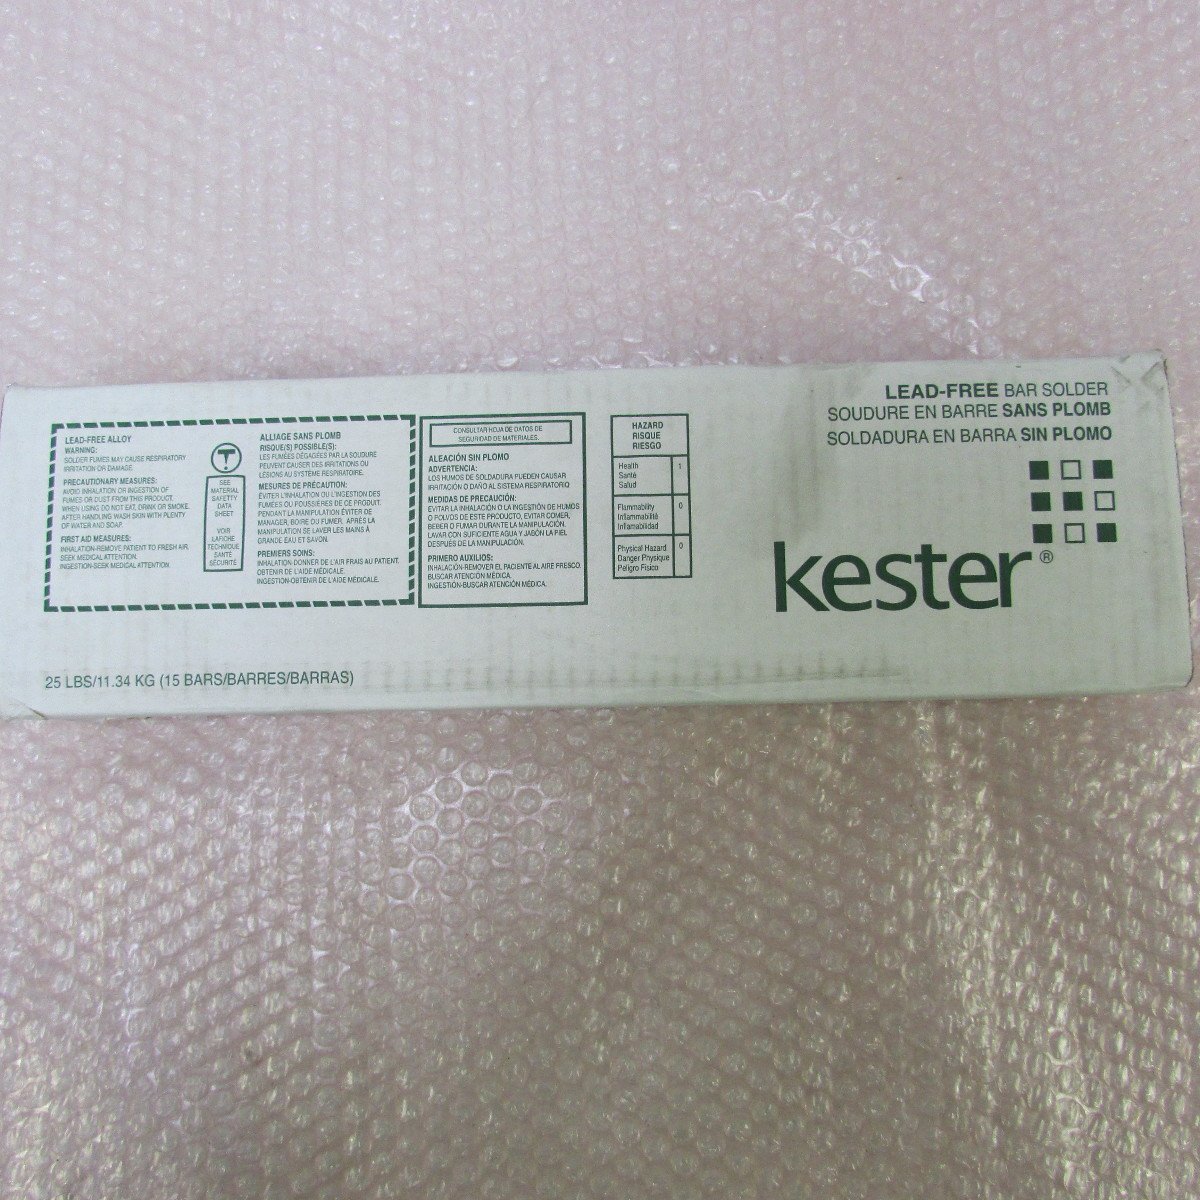 LEAD-FREE ALLOY
WARNING:
SOLDER FUMES MAY CAUSE RESPIRATORY
IRRITATION OR DAMAGE.
PRECAUTIONARY MEASURES:
AVOID INHALATION OR INGESTION OF
FUMES OR DUST FROM THIS PRODUCT.
WHEN USING DO NOT EAT, DRINK OR SMOKE.
AFTER HANDLING WASH SKIN WITH PLENTY
OF WATER AND SOAP.
FIRST AID MEASURES:
INHALATION-REMOVE PATIENT TO FRESH AIR.
SEEK MEDICAL ATTENTION.
INGESTION-SEEK MEDICAL ATTENTION.
T
SEE
MATERIAL
SAFETTY
DATA
SHEET
VOIR
LAFICHE
TECHNIQUE
SANTÉ
SÉCURITÉ
ALLIAGE SANS PLOMB
RISQUE(S) POSSIBLE(S):
LES FUMÉES DÉGAGÉES PAR LA SOUDURE
PEUVENT CAUSER DES IRRITATIONS OU
LÉSIONS AU SYSTÈME RESPIRATORIE.
MESURES DE PRÉCAUTION:
ÉVITER L'INHALATION OU L'INGESTION DES
FUMÉES OU POUSSIÈRES DE CE PRODUIT.
PENDANT LA MANIPULATION ÉVITER DE
MANAGER, BOIRE DU FUMER. APRÈS LA
MANIPULATION SE LAVER LES MAINS À
GRANDE EAU ET SAVON.
PREMIERS SOINS:
INHALATION DONNER DE L'AIR FRAIS AU PATIENT.
OBTENIR DE L'AIDE MÉDICALE.
INGESTION-OBTENIR DE L'AIDE MÉDICALE.
CONSULTAR HOJA DE DATOS DE
SEGURIDAD DE MATERIALES.
ALEACIÓN SIN PLOMO
ADVERTENCIA:
LOS HUMOS DE SOLDADURA PUEDEN CAUSAR
IRRITACIÓN O DAÑO AL SISTEMA RESPIRATORIQ
MEDIDAS DE PRECAUCIÓN:
EVITAR LA INHALACIÓN O LA INGESTIÓN DE HUMOS
O POLVOS DE ESTE PRODUCTO, EVITAR COMER,
BEBER O FUMAR DURANTE LA MANIPULACIÓN.
LAVAR CON SUFICIENTE AGUA Y JABÓN LA PIEL
DESPUÉS DE LA MANIPULACIÓN.
PRIMERO AUXILIOS:
INHALACIÓN-REMOVER EL PACIENTE AL AIRE FRESCO.
BUSCAR ATENCIÓN MÉDICA.
INGESTIÓN-BUSCAR ATENCIÓN MÉDICA.
HAZARD
RISQUE
RIESGO
Health 1
Santé
Salud
Flammability 0
Inflammabilité
Inflamabilidad
Physical Hazard 0
Danger Physique
Peligro Físico
LEAD-FREE BAR SOLDER
SOUDURE EN BARRE SANS PLOMB
SOLDADURA EN BARRA SIN PLOMO
kester®
25 LBS/11.34 KG (15 BARS/BARRES/BARRAS)